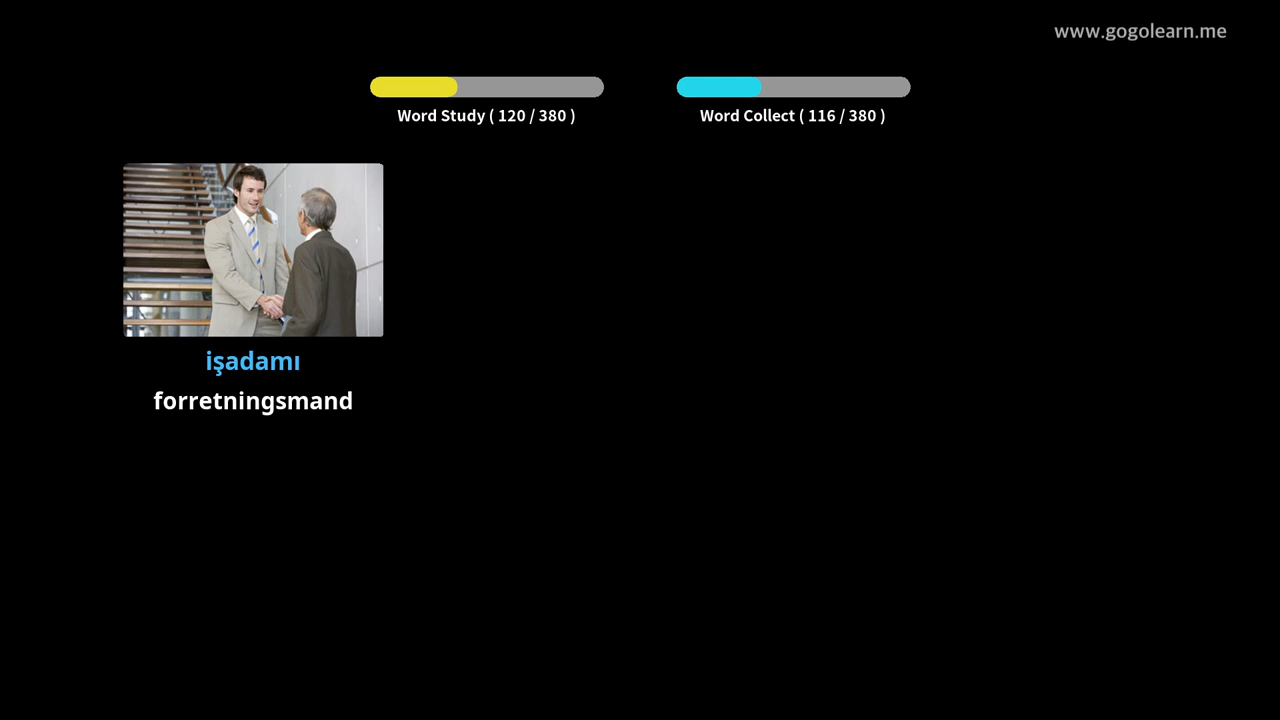 www.gogolearn.me
Word Study ( 120 / 380 )
Word Collect ( 116 / 380 )
işadamı
forretningsmand